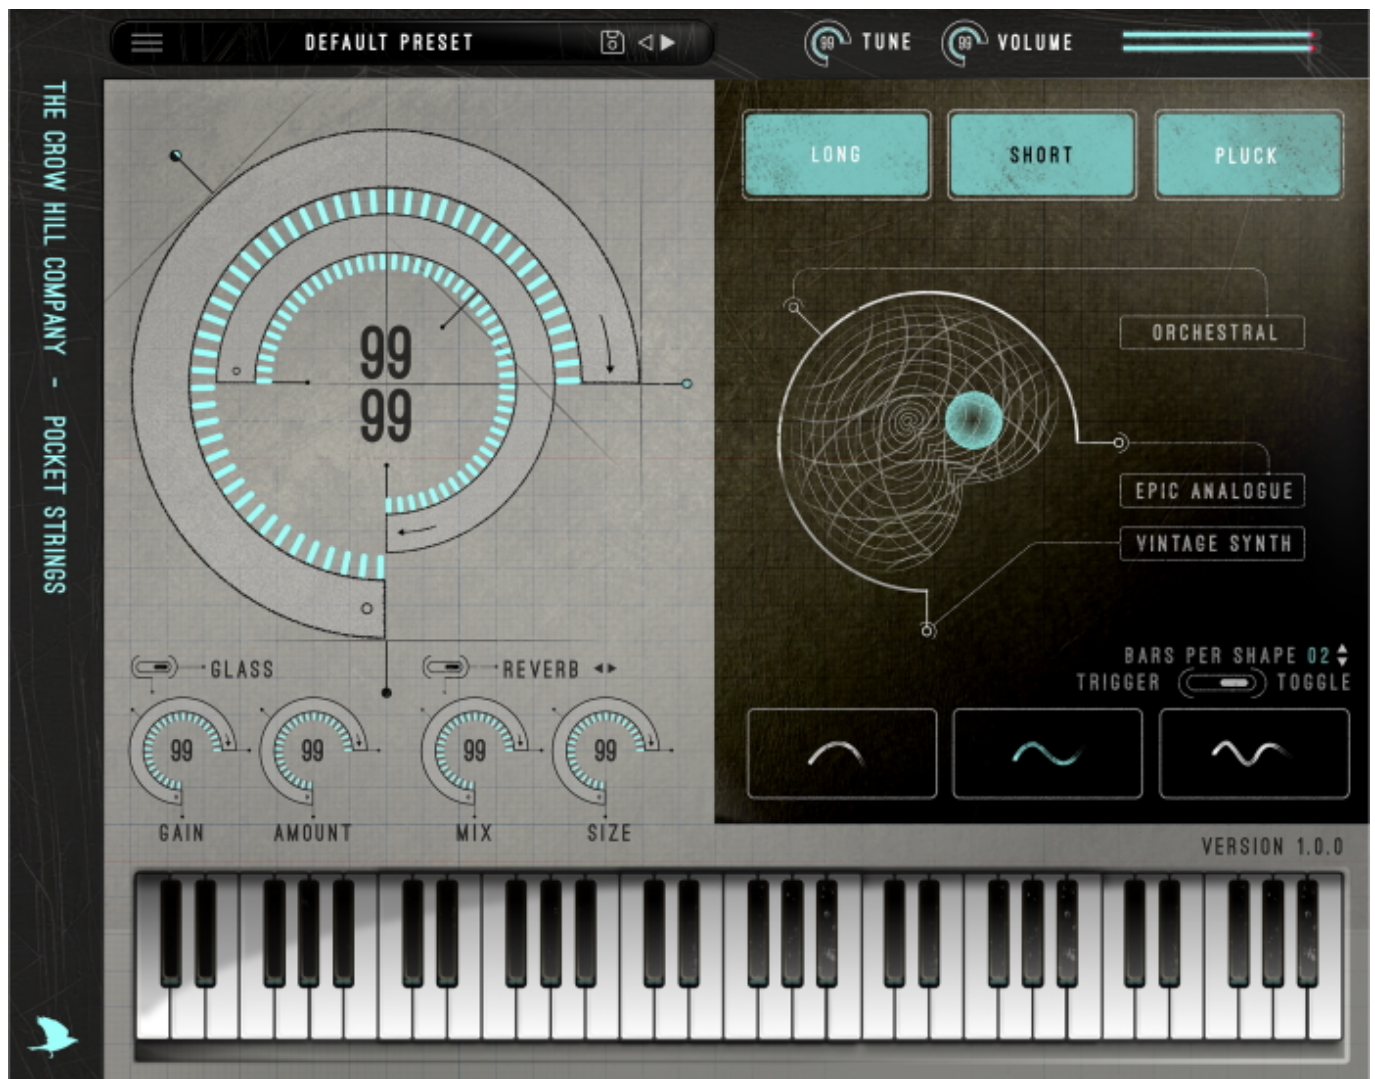 DEFAULT PRESET
99 TUNE
99 VOLUME
THE CROW HILL COMPANY - POCKET STRINGS
99
99
GLASS
REVERB
99
99
99
99
GAIN
AMOUNT
MIX
SIZE
LONG
SHORT
PLUCK
ORCHESTRAL
EPIC ANALOGUE
VINTAGE SYNTH
BARS PER SHAPE 02
TRIGGER
TOGGLE
VERSION 1.0.0